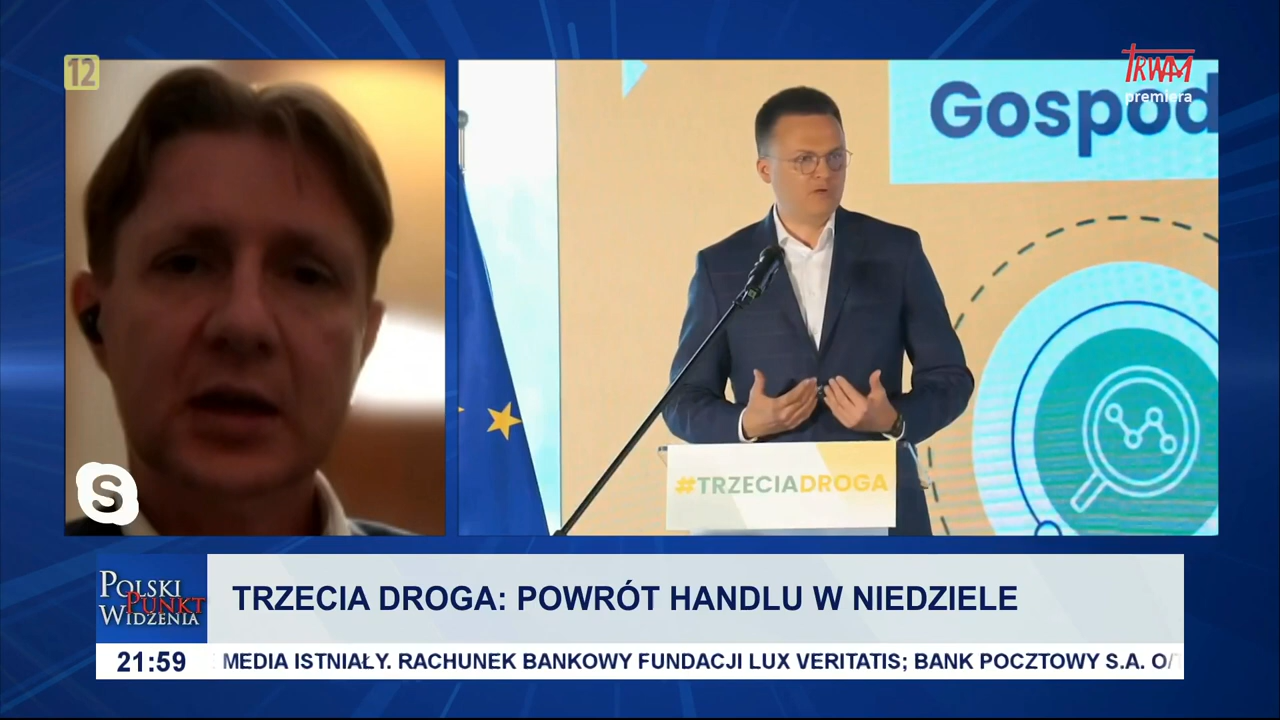 12
TRWAM
premiera
Gospod
#TRZECIADROGA
S
POLSKI
PUNKT
WIDZENIA
TRZECIA DROGA: POWRÓT HANDLU W NIEDZIELE
21:59
MEDIA ISTNIAŁY. RACHUNEK BANKOWY FUNDACJI LUX VERITATIS; BANK POCZTOWY S.A. O/